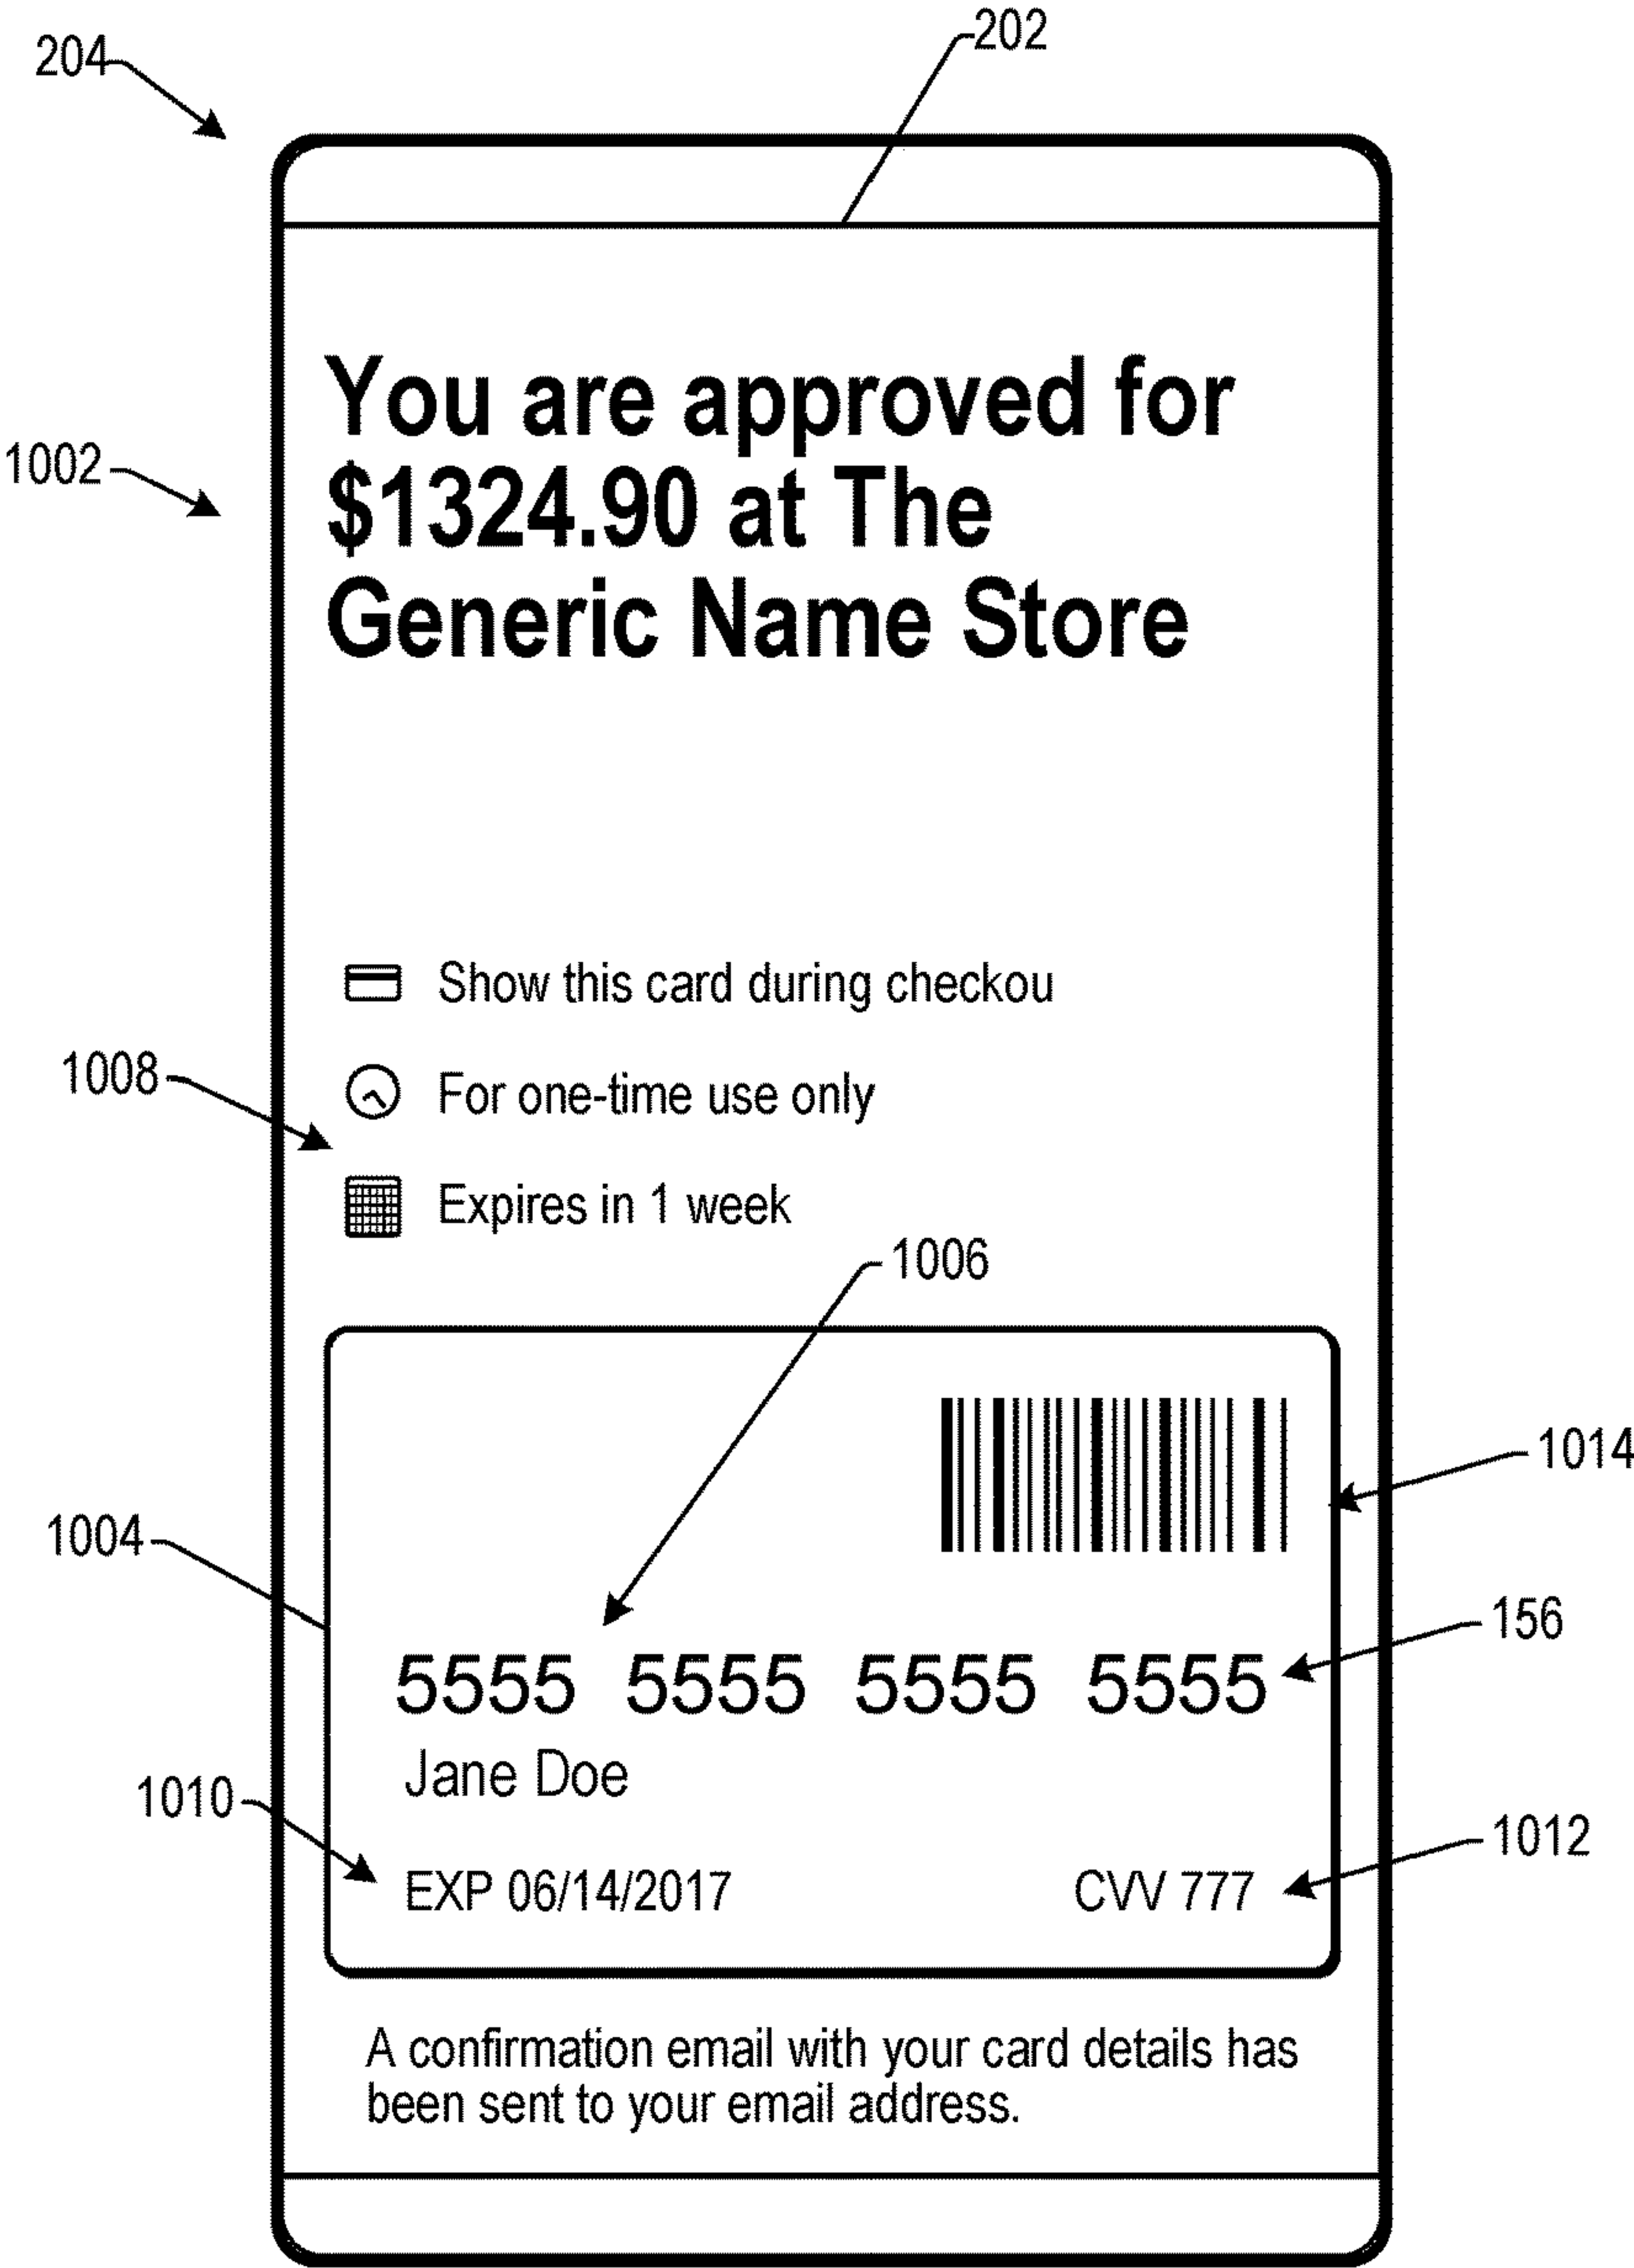 204
202
You are approved for
1002
$1324.90 at The
Generic Name Store
Show this card during checkou
1008
For one-time use only
Expires in 1 week
1006
1014
1004
156
5555 5555 5555 5555
Jane Doe
1010
1012
EXP 06/14/2017 CVV 777
A confirmation email with your card details has
been sent to your email address.